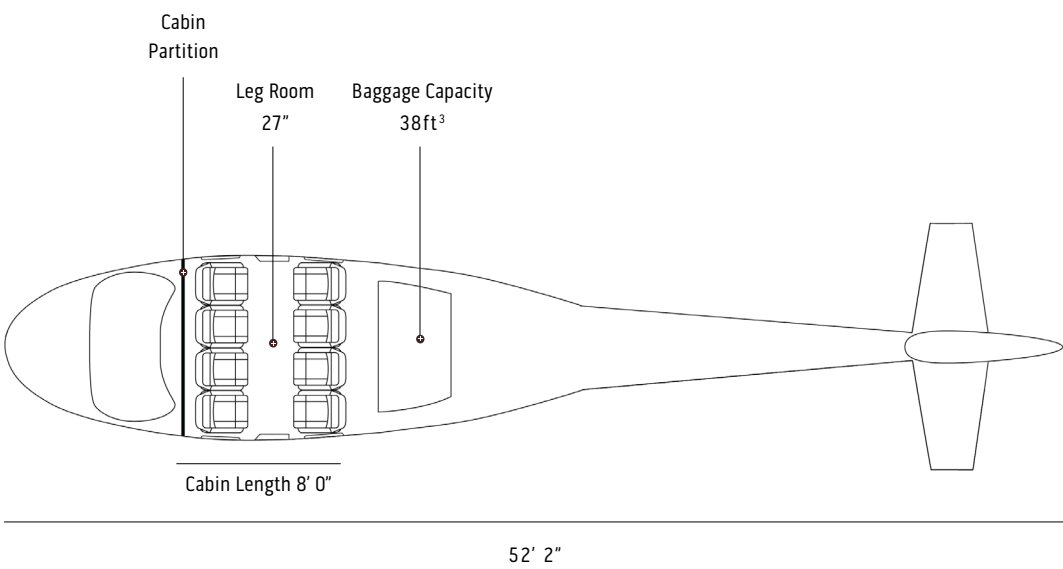 Cabin
Partition
Leg Room
27”
Baggage Capacity
38ft³
Cabin Length 8’ 0”
52’ 2”